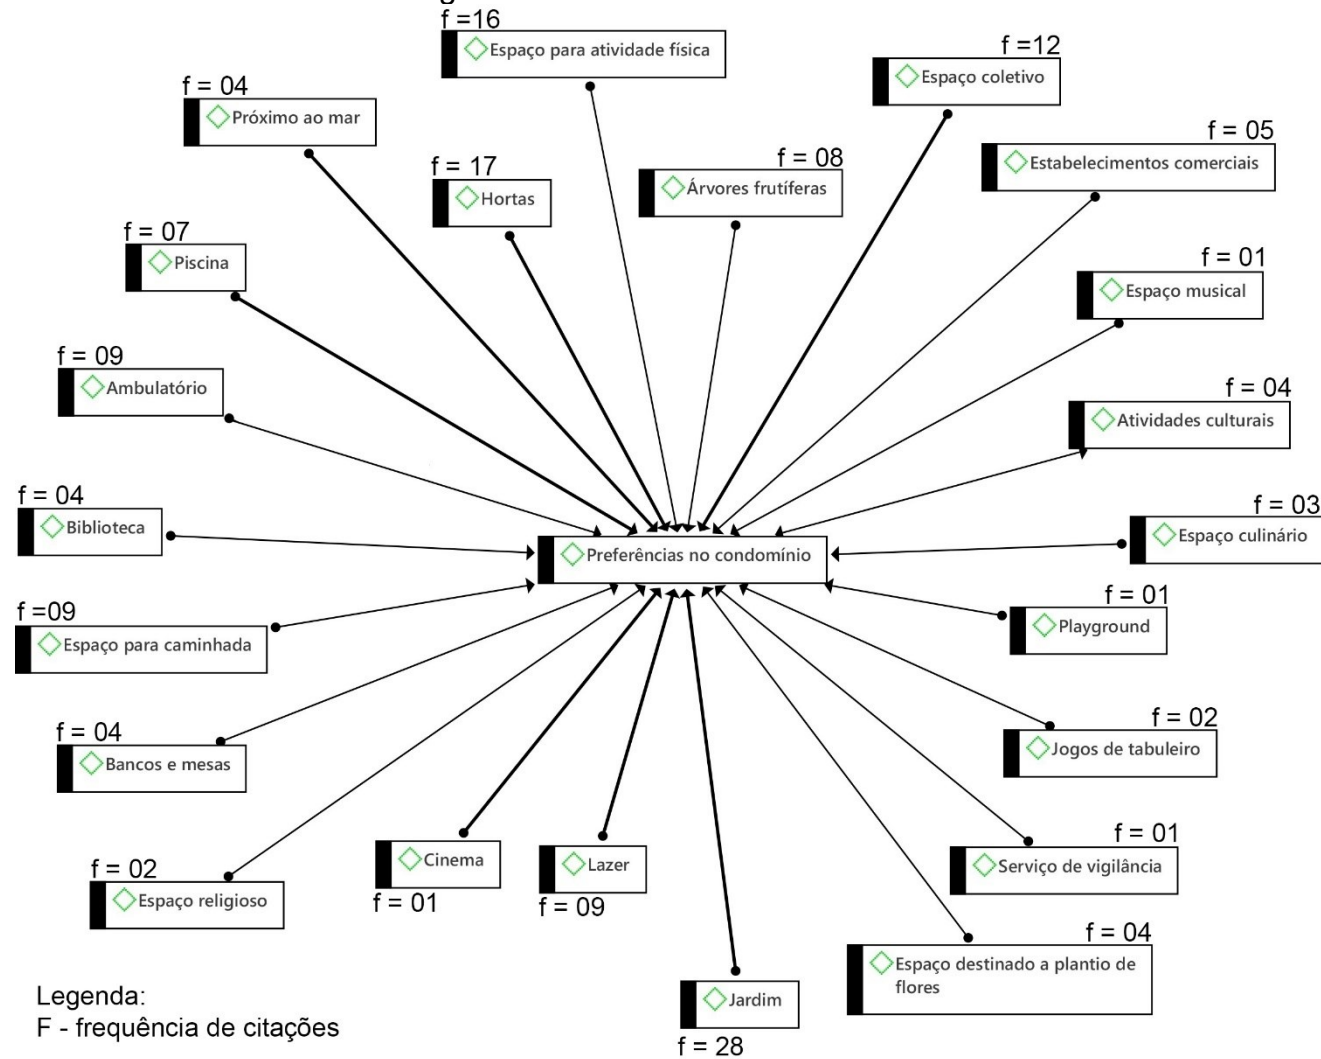 f =16
Espaço para atividade física
f =12
Espaço coletivo
f = 04
Próximo ao mar
f = 05
Estabelecimentos comerciais
f = 17
Hortas
f = 08
Árvores frutíferas
f = 07
Piscina
f = 01
Espaço musical
f = 09
Ambulatório
f = 04
Atividades culturais
f = 04
Biblioteca
f = 03
Espaço culinário
Preferências no condomínio
f =09
Espaço para caminhada
f = 01
Playground
f = 04
Bancos e mesas
f = 02
Jogos de tabuleiro
f = 02
Espaço religioso
Cinema
f = 01
Lazer
f = 09
f = 01
Serviço de vigilância
f = 04
Espaço destinado a plantio de
flores
Jardim
f = 28
Legenda:
F - frequência de citações